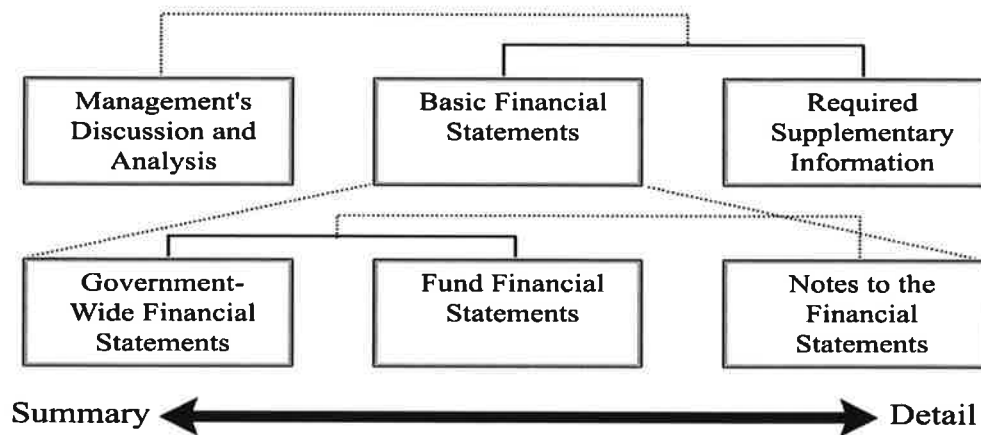 Management's
Discussion and
Analysis
Basic Financial
Statements
Required
Supplementary
Information
Government-
Wide Financial
Statements
Fund Financial
Statements
Notes to the
Financial
Statements
Summary
Detail